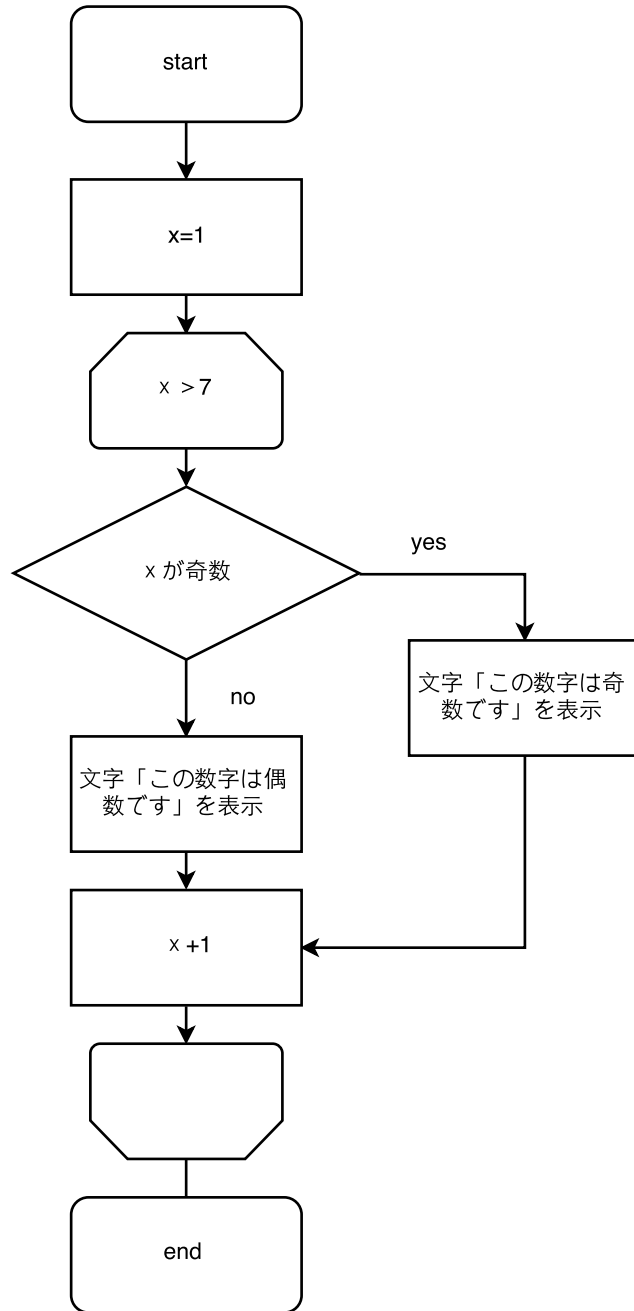 start
x=1
x >7
x が奇数
yes
文字「この数字は奇
数です」を表示
no
文字「この数字は偶
数です」を表示
x +1
end